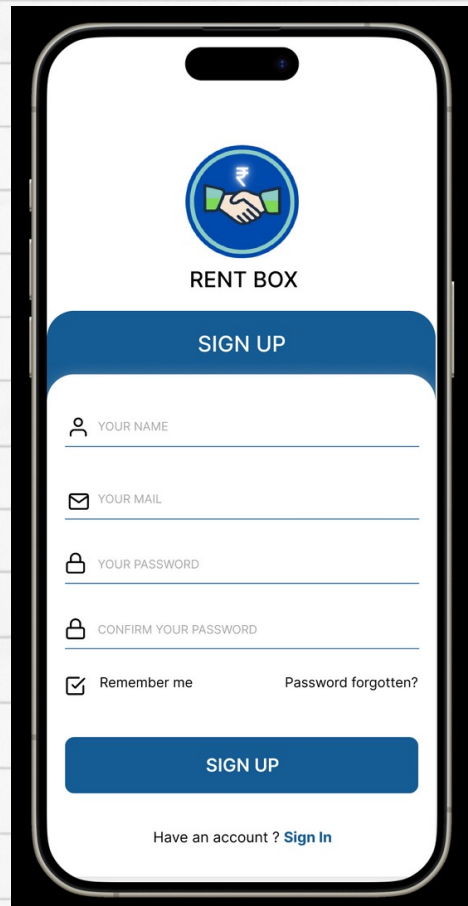 ₹
RENT BOX
SIGN UP
YOUR NAME
YOUR MAIL
YOUR PASSWORD
CONFIRM YOUR PASSWORD
Remember me Password forgotten?
SIGN UP
Have an account ? Sign In